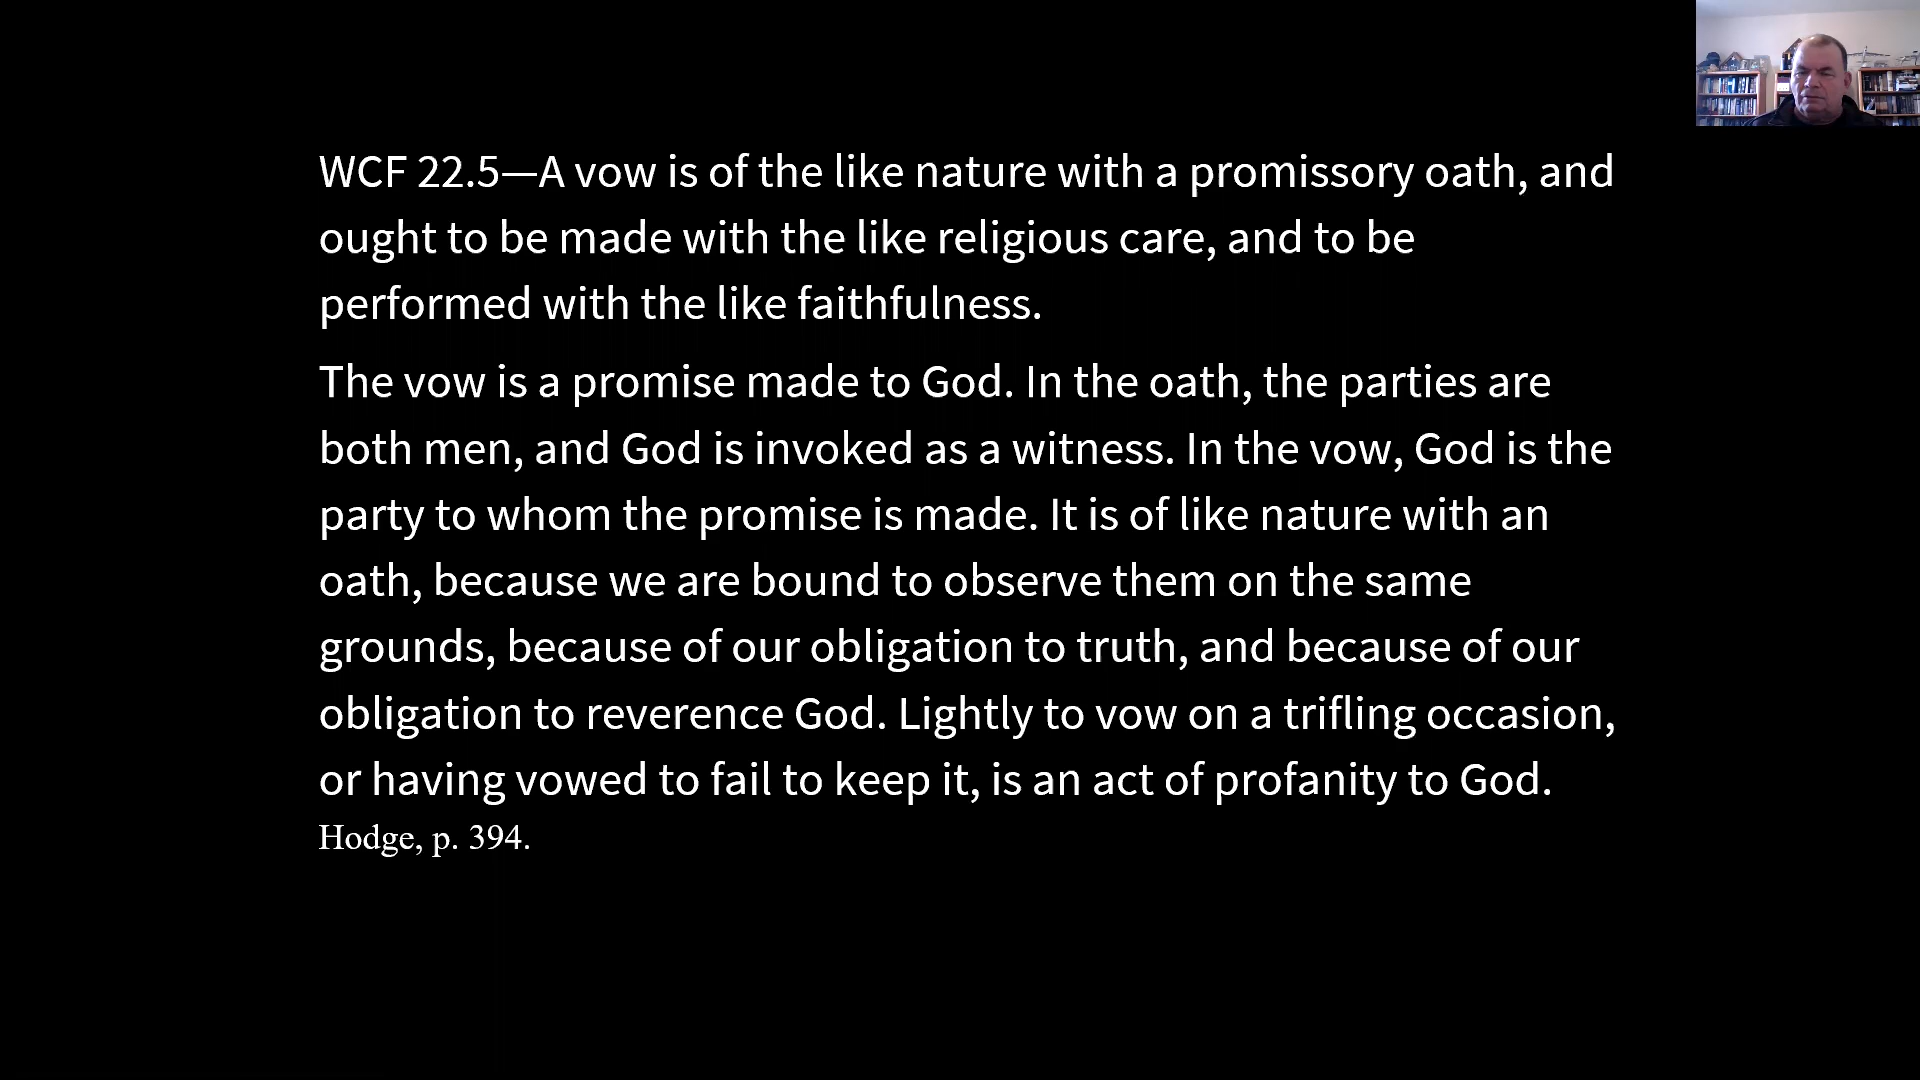 WCF 22.5—A vow is of the like nature with a promissory oath, and
ought to be made with the like religious care, and to be
performed with the like faithfulness.
The vow is a promise made to God. In the oath, the parties are
both men, and God is invoked as a witness. In the vow, God is the
party to whom the promise is made. It is of like nature with an
oath, because we are bound to observe them on the same
grounds, because of our obligation to truth, and because of our
obligation to reverence God. Lightly to vow on a trifling occasion,
or having vowed to fail to keep it, is an act of profanity to God.
Hodge, p. 394.